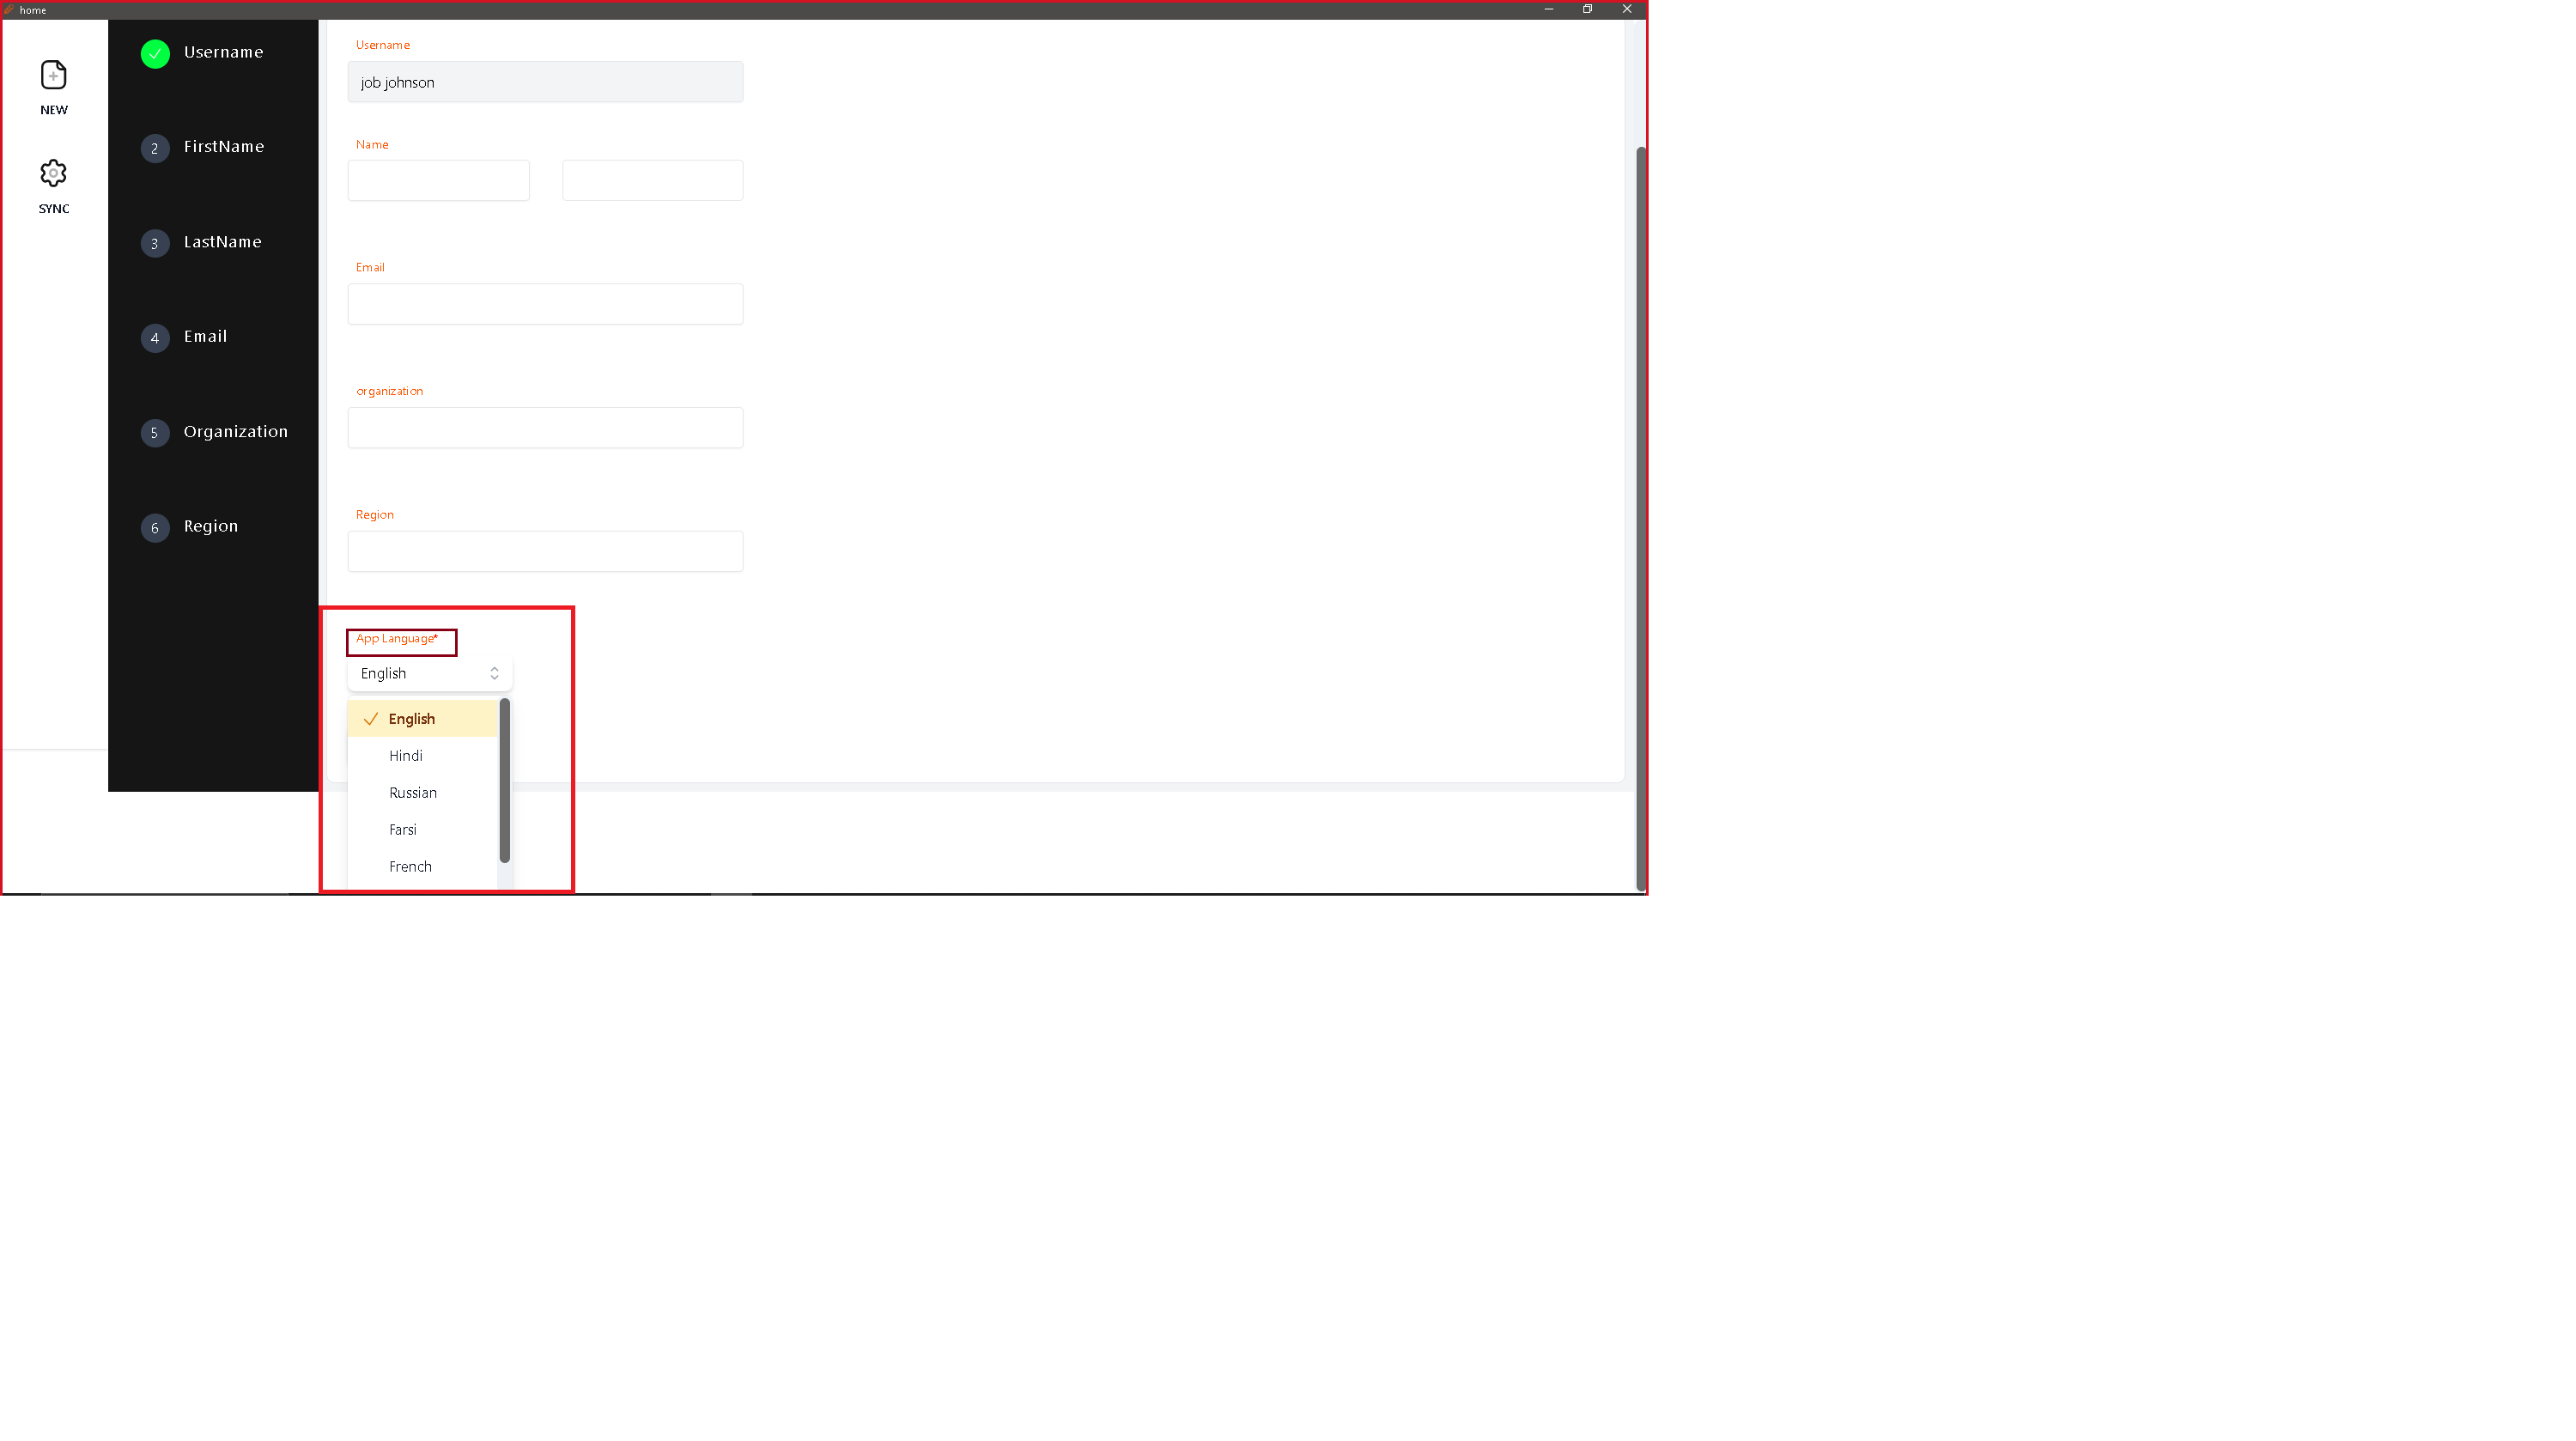 home
NEW
SYNC
Username
2 FirstName
3 LastName
4 Email
5 Organization
6 Region
Username
job johnson
Name
Email
organization
Region
App Language*
English
English
Hindi
Russian
Farsi
French